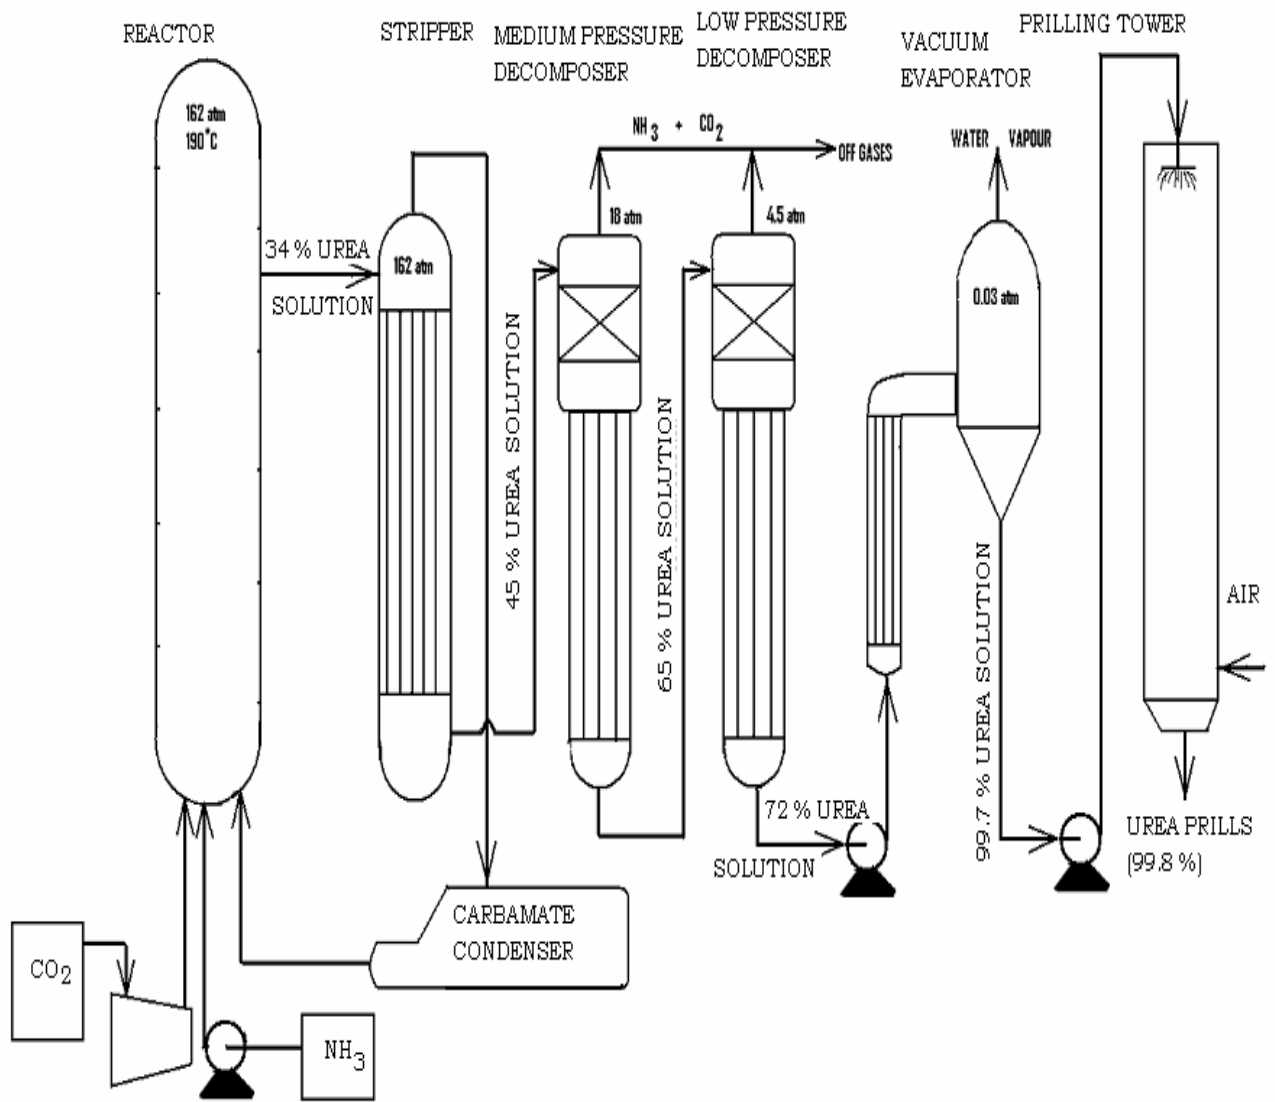 REACTOR
STRIPPER
MEDIUM PRESSURE
DECOMPOSER
LOW PRESSURE
DECOMPOSER
VACUUM
EVAPORATOR
PRILLING TOWER
162 atm
190°C
34 % UREA
SOLUTION
162 atm
45 % UREA SOLUTION
18 atm
NH3 + CO2
OFF GASES
65 % UREA SOLUTION
4.5 atm
72 % UREA
SOLUTION
WATER VAPOUR
0.03 atm
99.7 % UREA SOLUTION
AIR
UREA PRILLS
(99.8 %)
CARBAMATE
CONDENSER
CO2
NH3